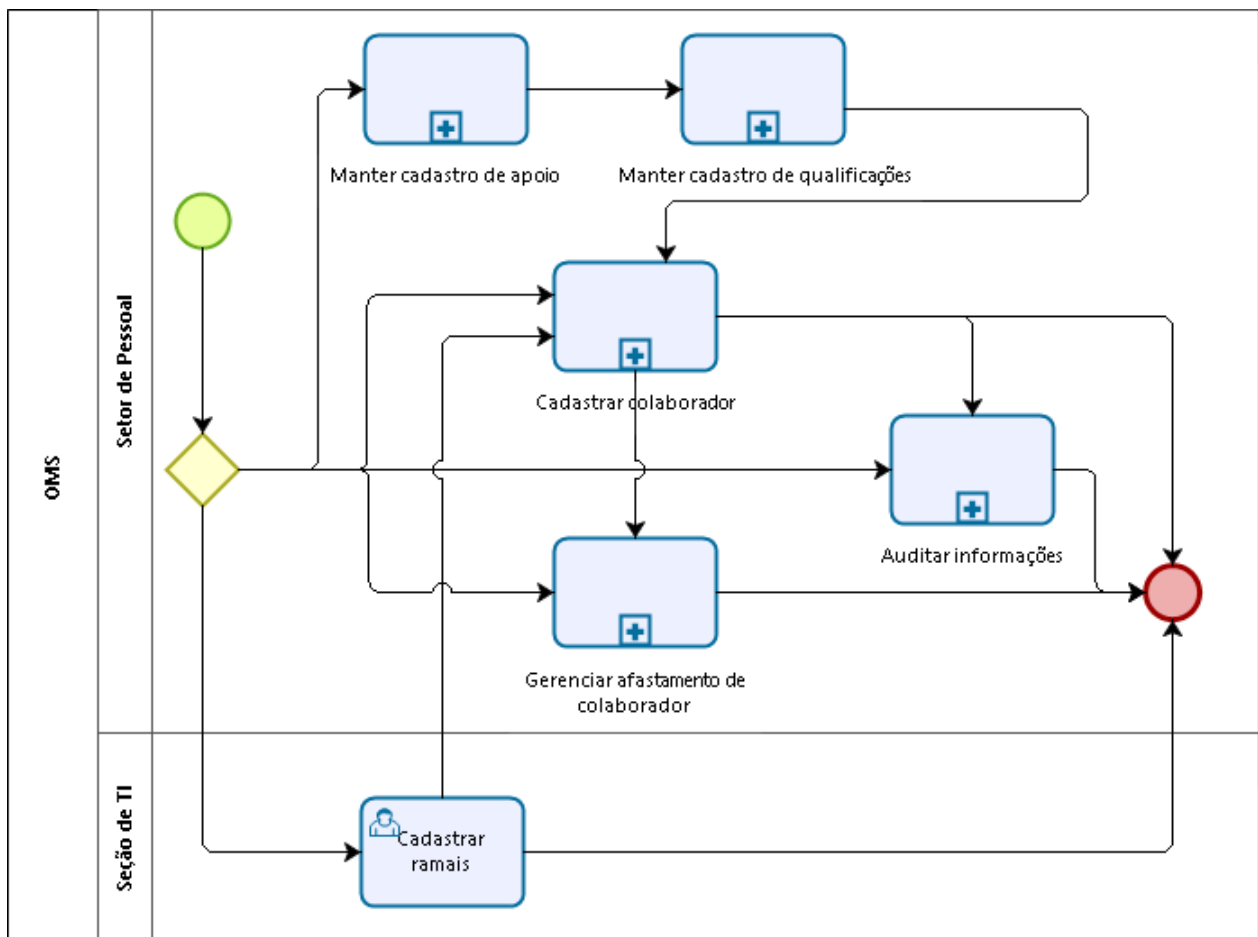 OMS
Setor de Pessoal
Manter cadastro de apoio
Manter cadastro de qualificações
Cadastrar colaborador
Auditar informações
Gerenciar afastamento de
colaborador
Seção de TI
Cadastrar
ramais